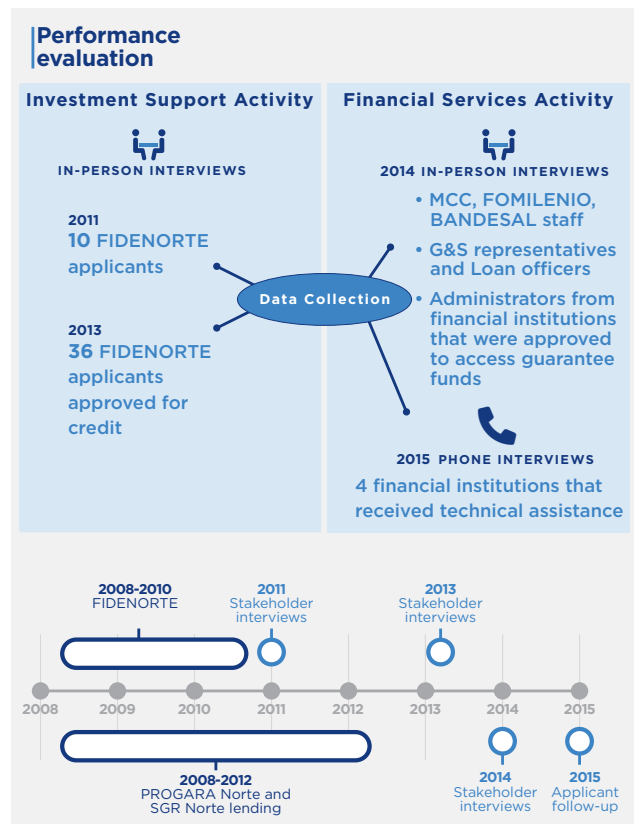 Performance
evaluation
Investment Support Activity
IN-PERSON INTERVIEWS
2011
10 FIDENORTE
applicants
2013
36 FIDENORTE
applicants
approved for
credit
Data Collection
Financial Services Activity
2014 IN-PERSON INTERVIEWS
• MCC, FOMILENIO,
BANDESAL staff
• G&S representatives
and Loan officers
• Administrators from
financial institutions
that were approved
to access guarantee
funds
2015 PHONE INTERVIEWS
4 financial institutions that
received technical assistance
2008-2010
FIDENORTE
2011
Stakeholder
interviews
2013
Stakeholder
interviews
2008 2009 2010 2011 2012 2013 2014 2015
2008-2012
PROGARA Norte and
SGR Norte lending
2014
Stakeholder
interviews
2015
Applicant
follow-up